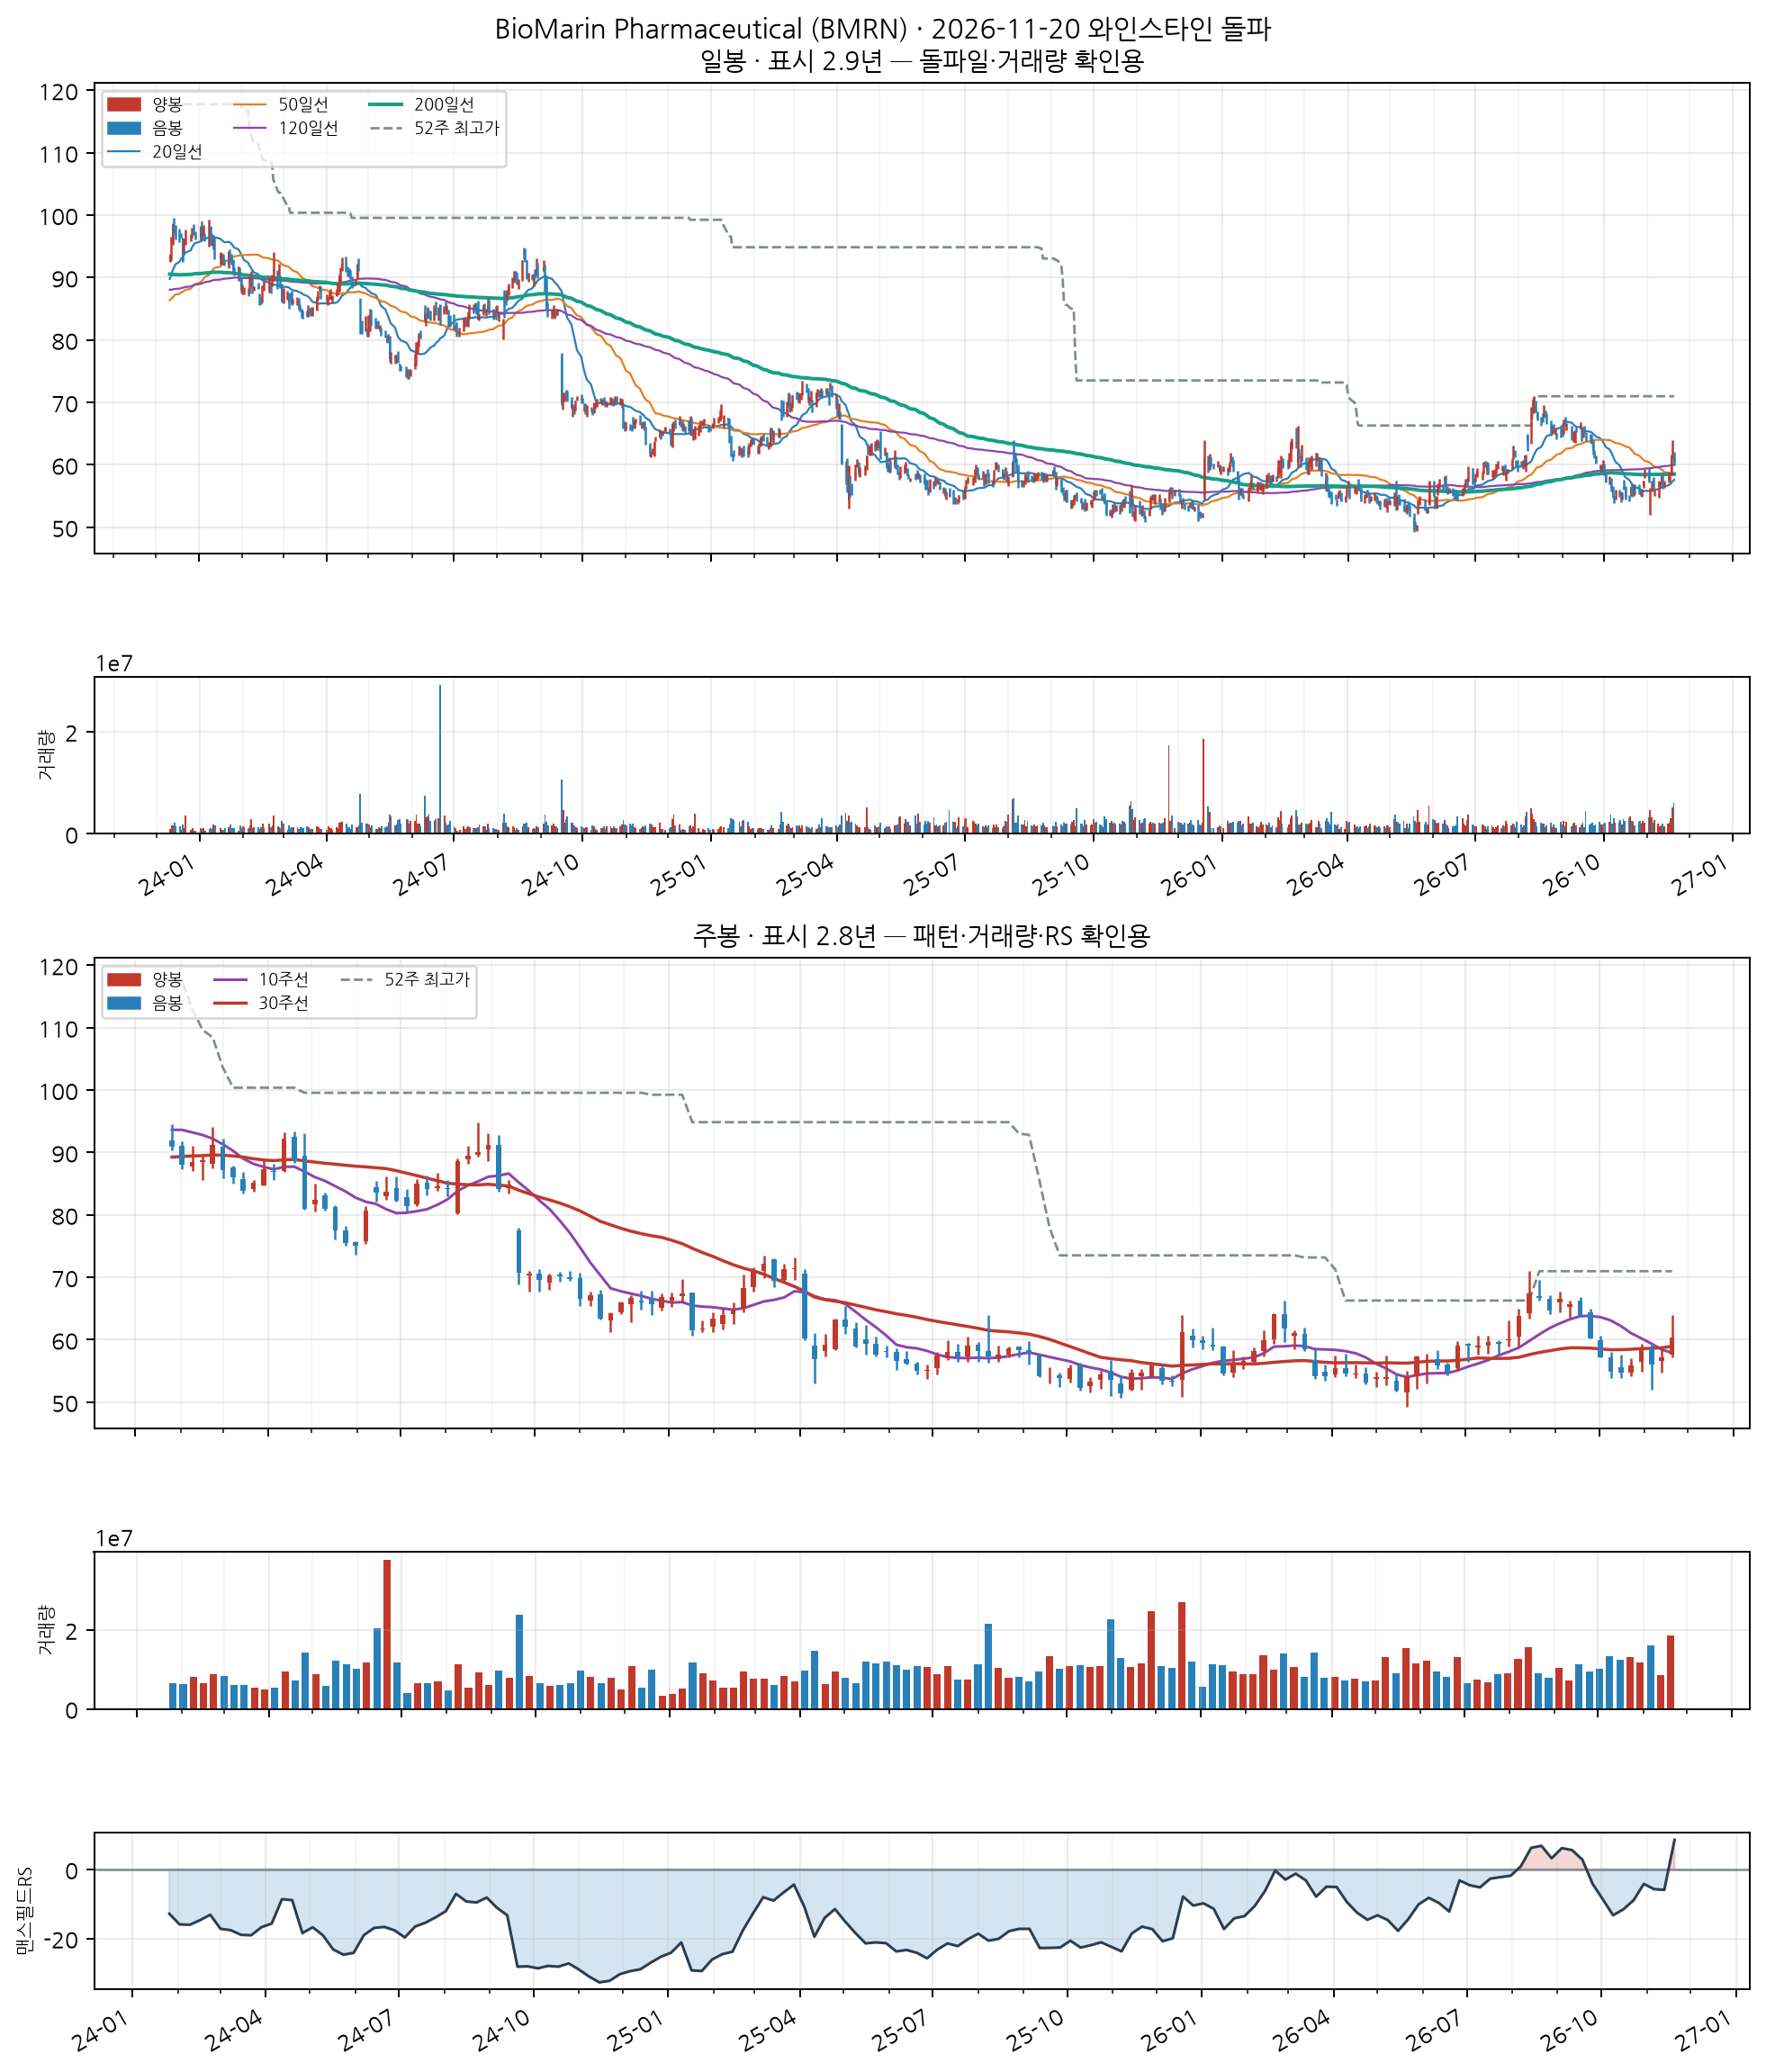 BioMarin Pharmaceutical (BMRN) · 2026-11-20 와인스타인 돌파
일봉 · 표시 2.9년 — 돌파일·거래량 확인용
양봉 50일선 200일선
음봉 120일선 52주 최고가
20일선
120
110
100
90
80
70
60
50
1e7
거래량
2
0
24-01 24-04 24-07 24-10 25-01 25-04 25-07 25-10 26-01 26-04 26-07 26-10 27-01
주봉 · 표시 2.8년 — 패턴·거래량·RS 확인용
양봉 10주선 52주 최고가
음봉 30주선
120
110
100
90
80
70
60
50
1e7
거래량
2
0
맨스필드RS
0
-20
24-01 24-04 24-07 24-10 25-01 25-04 25-07 25-10 26-01 26-04 26-07 26-10 27-01